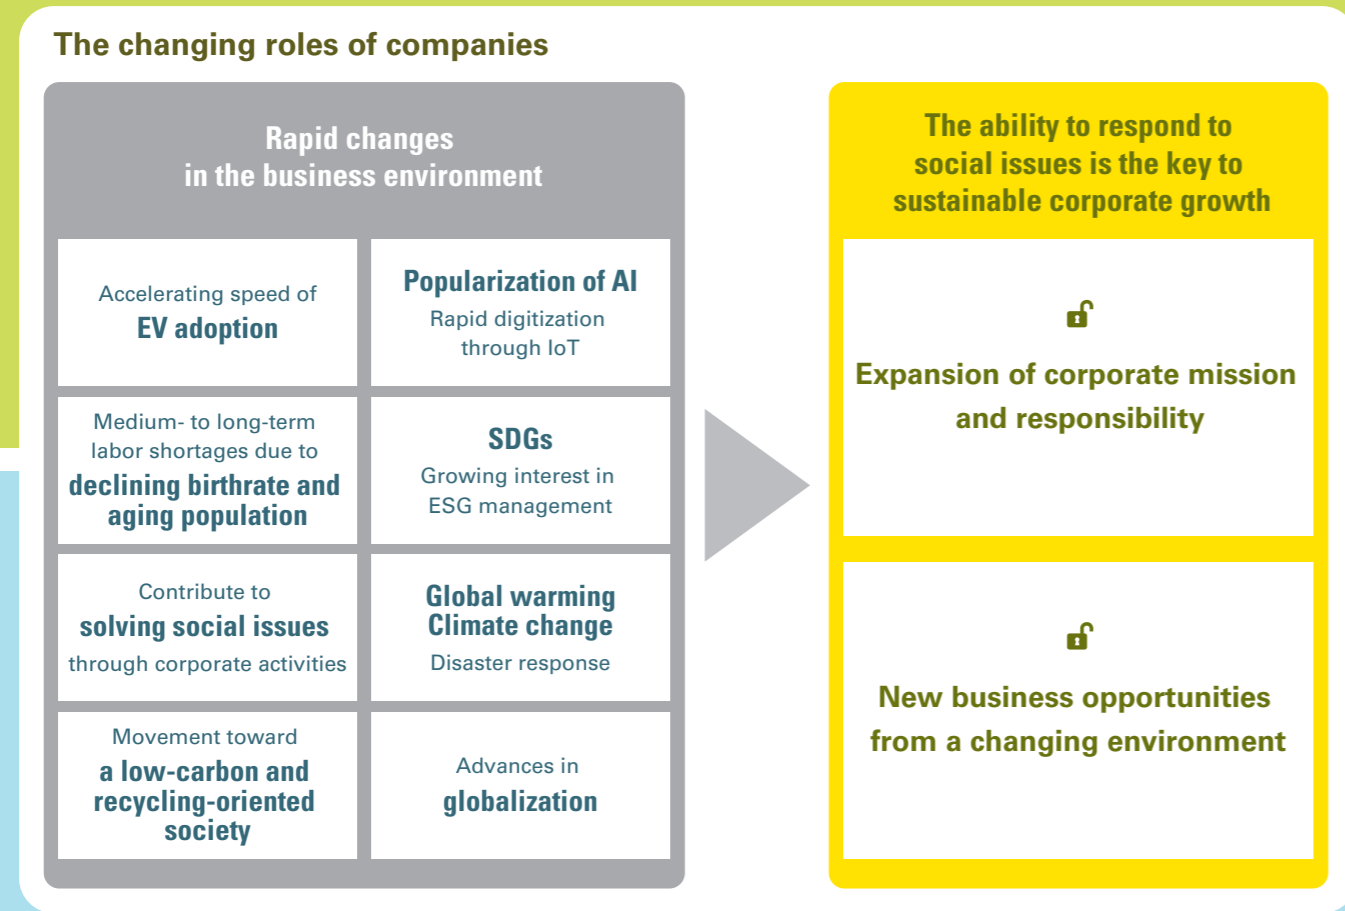 The changing roles of companies
Rapid changes
in the business environment
Accelerating speed of
EV adoption
Popularization of AI
Rapid digitization
through IoT
Medium- to long-term
labor shortages due to
declining birthrate and
aging population
SDGs
Growing interest in
ESG management
Contribute to
solving social issues
through corporate activities
Global warming
Climate change
Disaster response
Movement toward
a low-carbon and
recycling-oriented
society
Advances in
globalization
The ability to respond to
social issues is the key to
sustainable corporate growth
Expansion of corporate mission
and responsibility
New business opportunities
from a changing environment